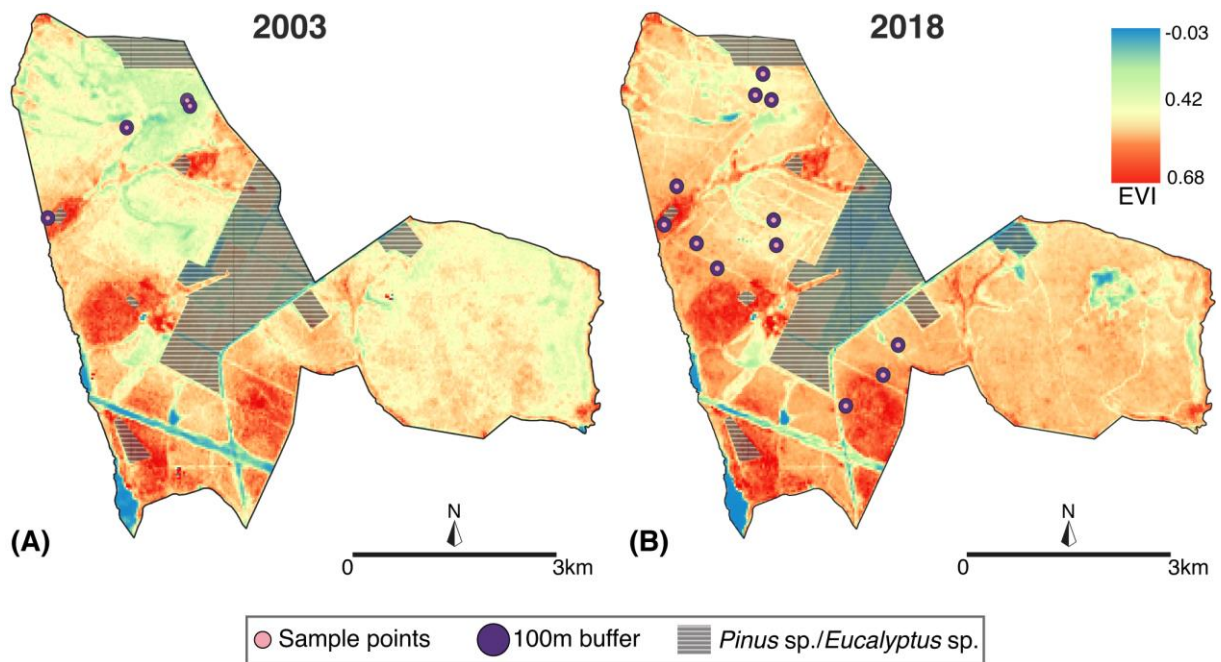 2003
2018
-0.03
0.42
0.68
EVI
(A)
N
0 3km
(B)
N
0 3km
Sample points 100m buffer Pinus sp./Eucalyptus sp.